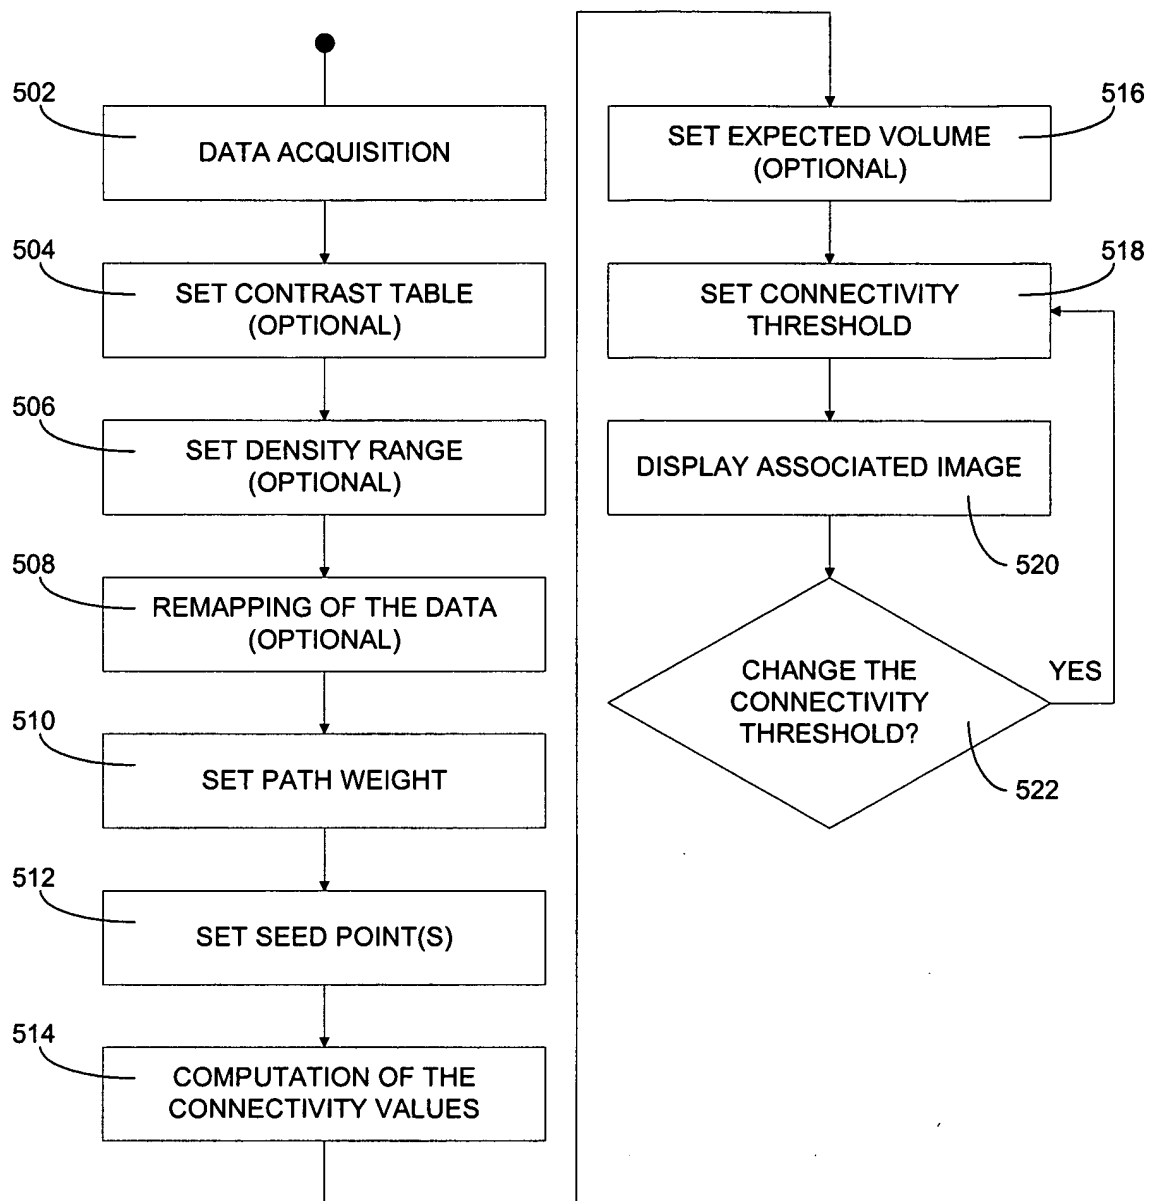 502
DATA ACQUISITION
504
SET CONTRAST TABLE
(OPTIONAL)
506
SET DENSITY RANGE
(OPTIONAL)
508
REMAPPING OF THE DATA
(OPTIONAL)
510
SET PATH WEIGHT
512
SET SEED POINT(S)
514
COMPUTATION OF THE
CONNECTIVITY VALUES
516
SET EXPECTED VOLUME
(OPTIONAL)
518
SET CONNECTIVITY
THRESHOLD
DISPLAY ASSOCIATED IMAGE
520
CHANGE THE
CONNECTIVITY
THRESHOLD?
YES
522